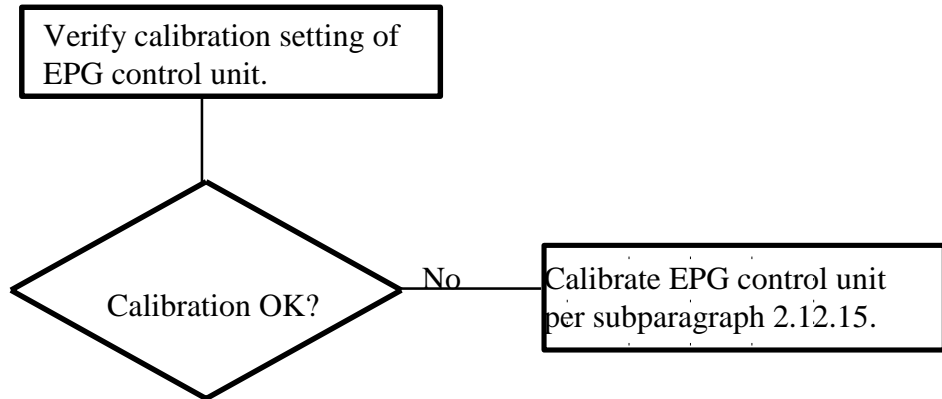 Verify calibration setting of
EPG control unit.
Calibration OK?
No
Calibrate EPG control unit
per subparagraph 2.12.15.